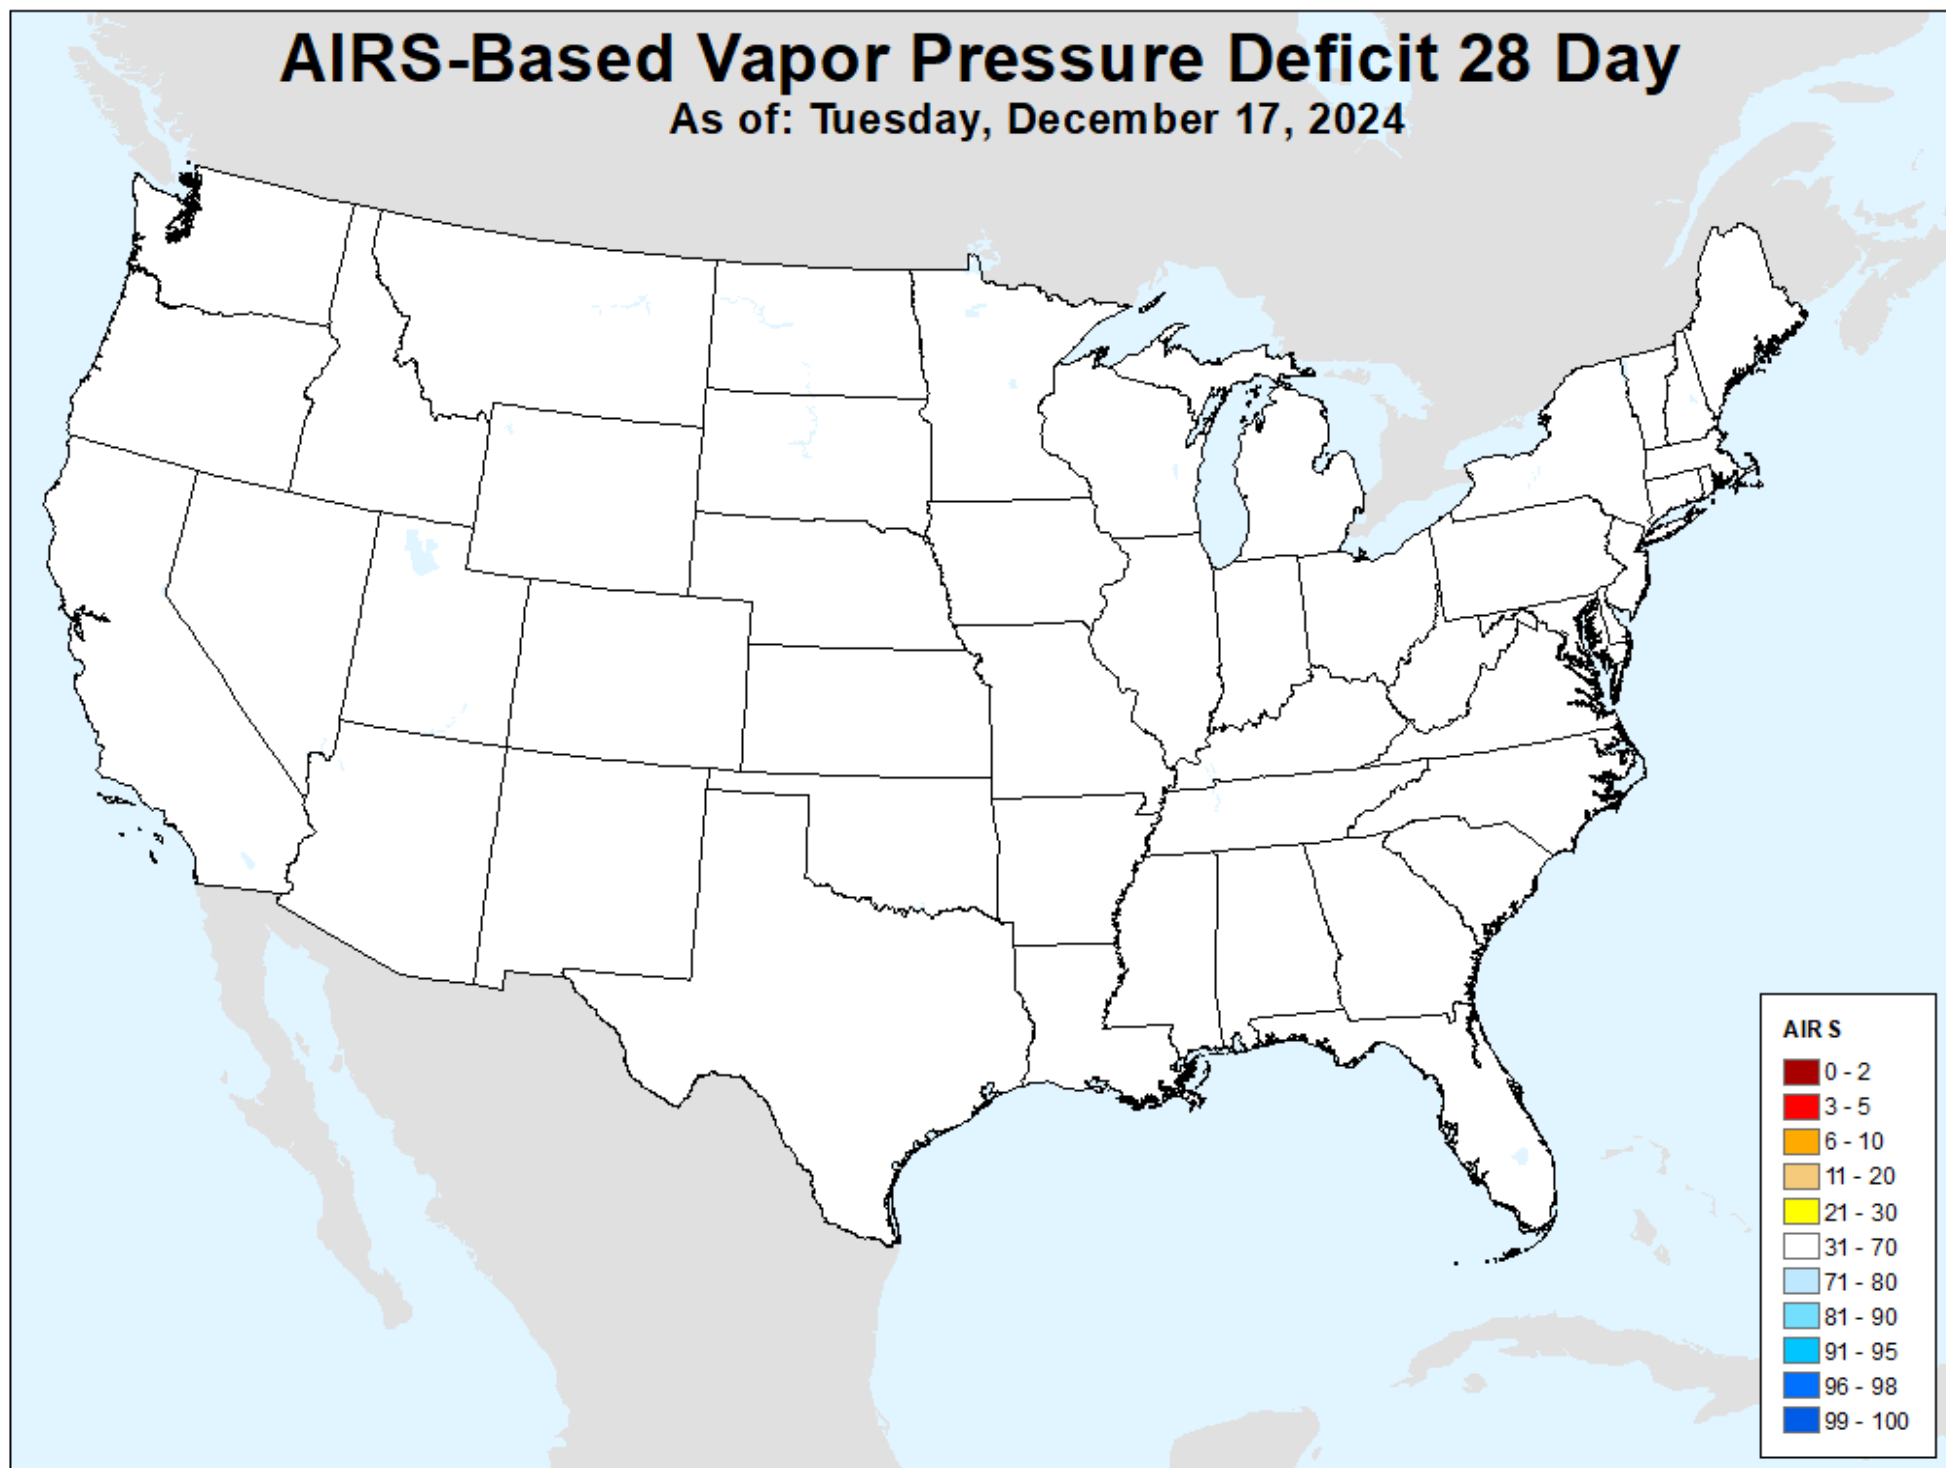 AIRS-Based Vapor Pressure Deficit 28 Day
As of: Tuesday, December 17, 2024
AIRS
0 - 2
3 - 5
6 - 10
11 - 20
21 - 30
31 - 70
71 - 80
81 - 90
91 - 95
96 - 98
99 - 100